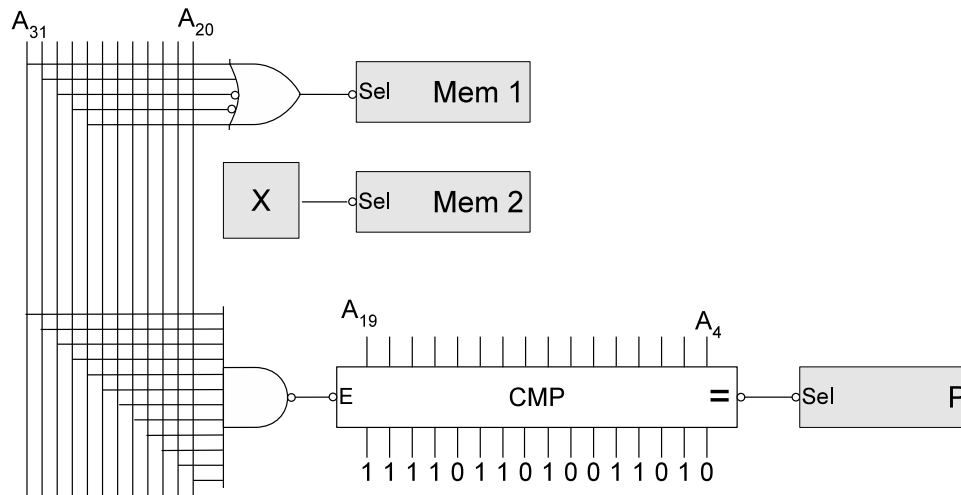 A31 A20
Sel Mem 1
X Sel Mem 2
A19 A4
E CMP = Sel P
1 1 1 1 0 1 1 0 1 0 0 1 1 0 1 0